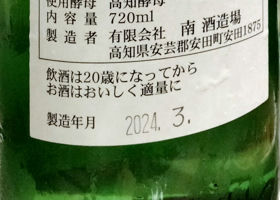 使用酵母 高知酵母
内容量 720ml
製造者 有限会社 南酒造場
高知県安芸郡安田町安田1875
飲酒は20歳になってから
お酒はおいしく適量に
製造年月 2024. 3.